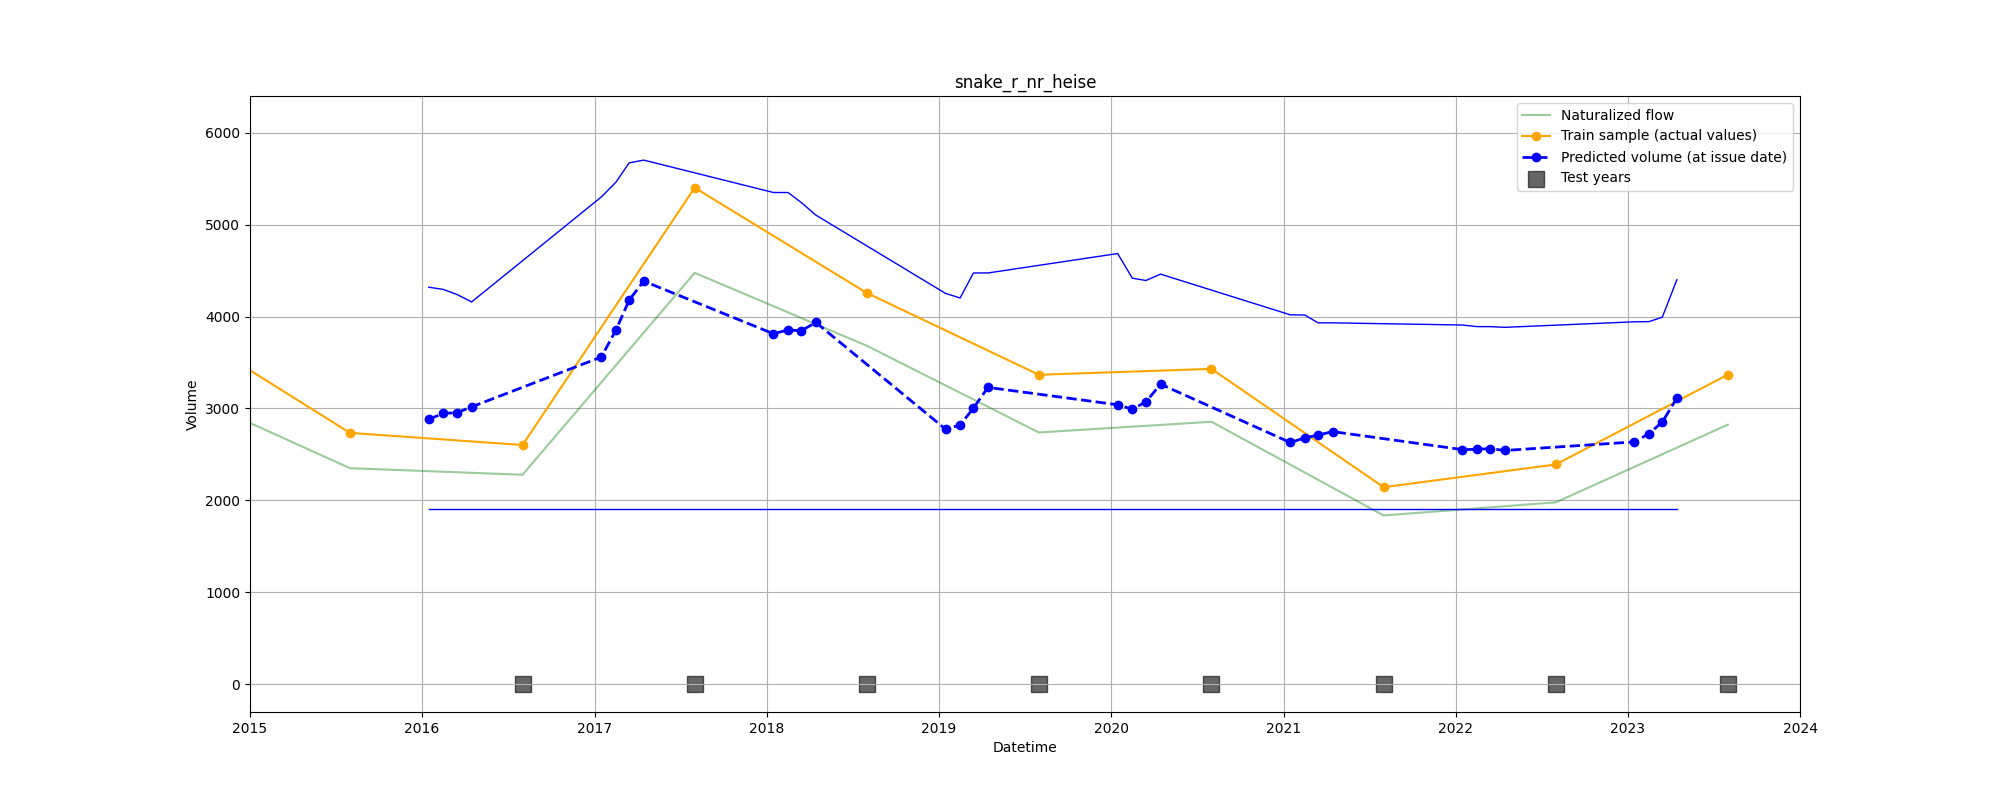 snake_r_nr_heise
Naturalized flow
Train sample (actual values)
Predicted volume (at issue date)
Test years
6000
5000
4000
3000
2000
1000
0
Volume
2015 2016 2017 2018 2019 2020 2021 2022 2023 2024
Datetime